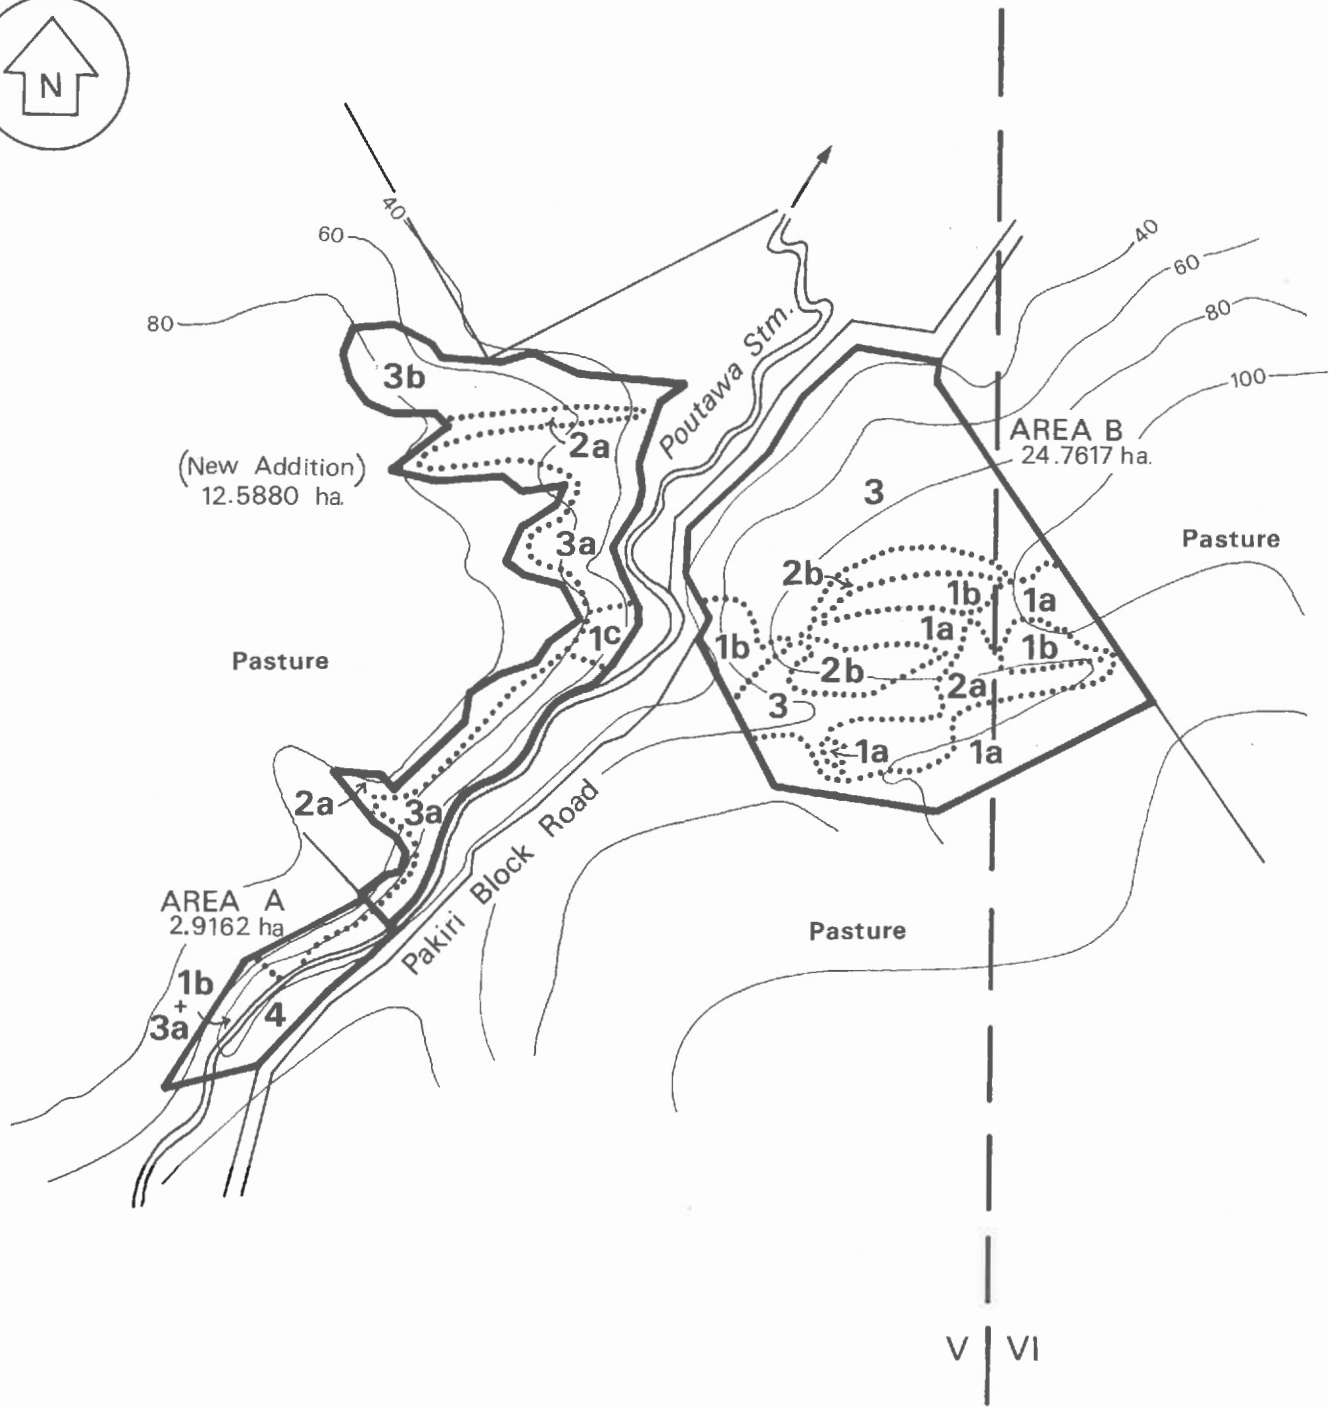 N
40
60
80
40
60
80
100
3b
Poutawa Stm.
2a
AREA B
24.7617 ha.
(New Addition)
12.5880 ha.
3
3a
Pasture
2b
1b
1a
1c
1a
1b
1b
Pasture
2b
2a
3
1a
1a
2a
3a
Pakiri Block Road
AREA A
2.9162 ha
Pasture
1b
+
3a
4
V
VI